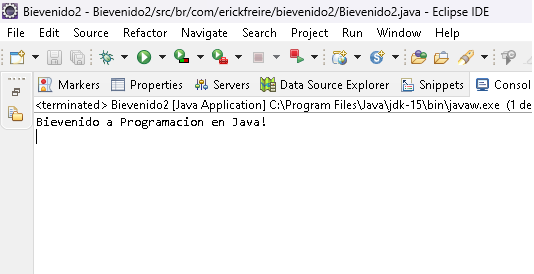 Bievenido2 - Bievenido2/src/br/com/erickfreire/bievenido2/Bievenido2.java - Eclipse IDE
File Edit Source Refactor Navigate Search Project Run Window Help
Markers Properties Servers Data Source Explorer Snippets Consol
<terminated> Bievenido2 [Java Application] C:\Program Files\Java\jdk-15\bin\javaw.exe (1 de
Bievenido a Programacion en Java!